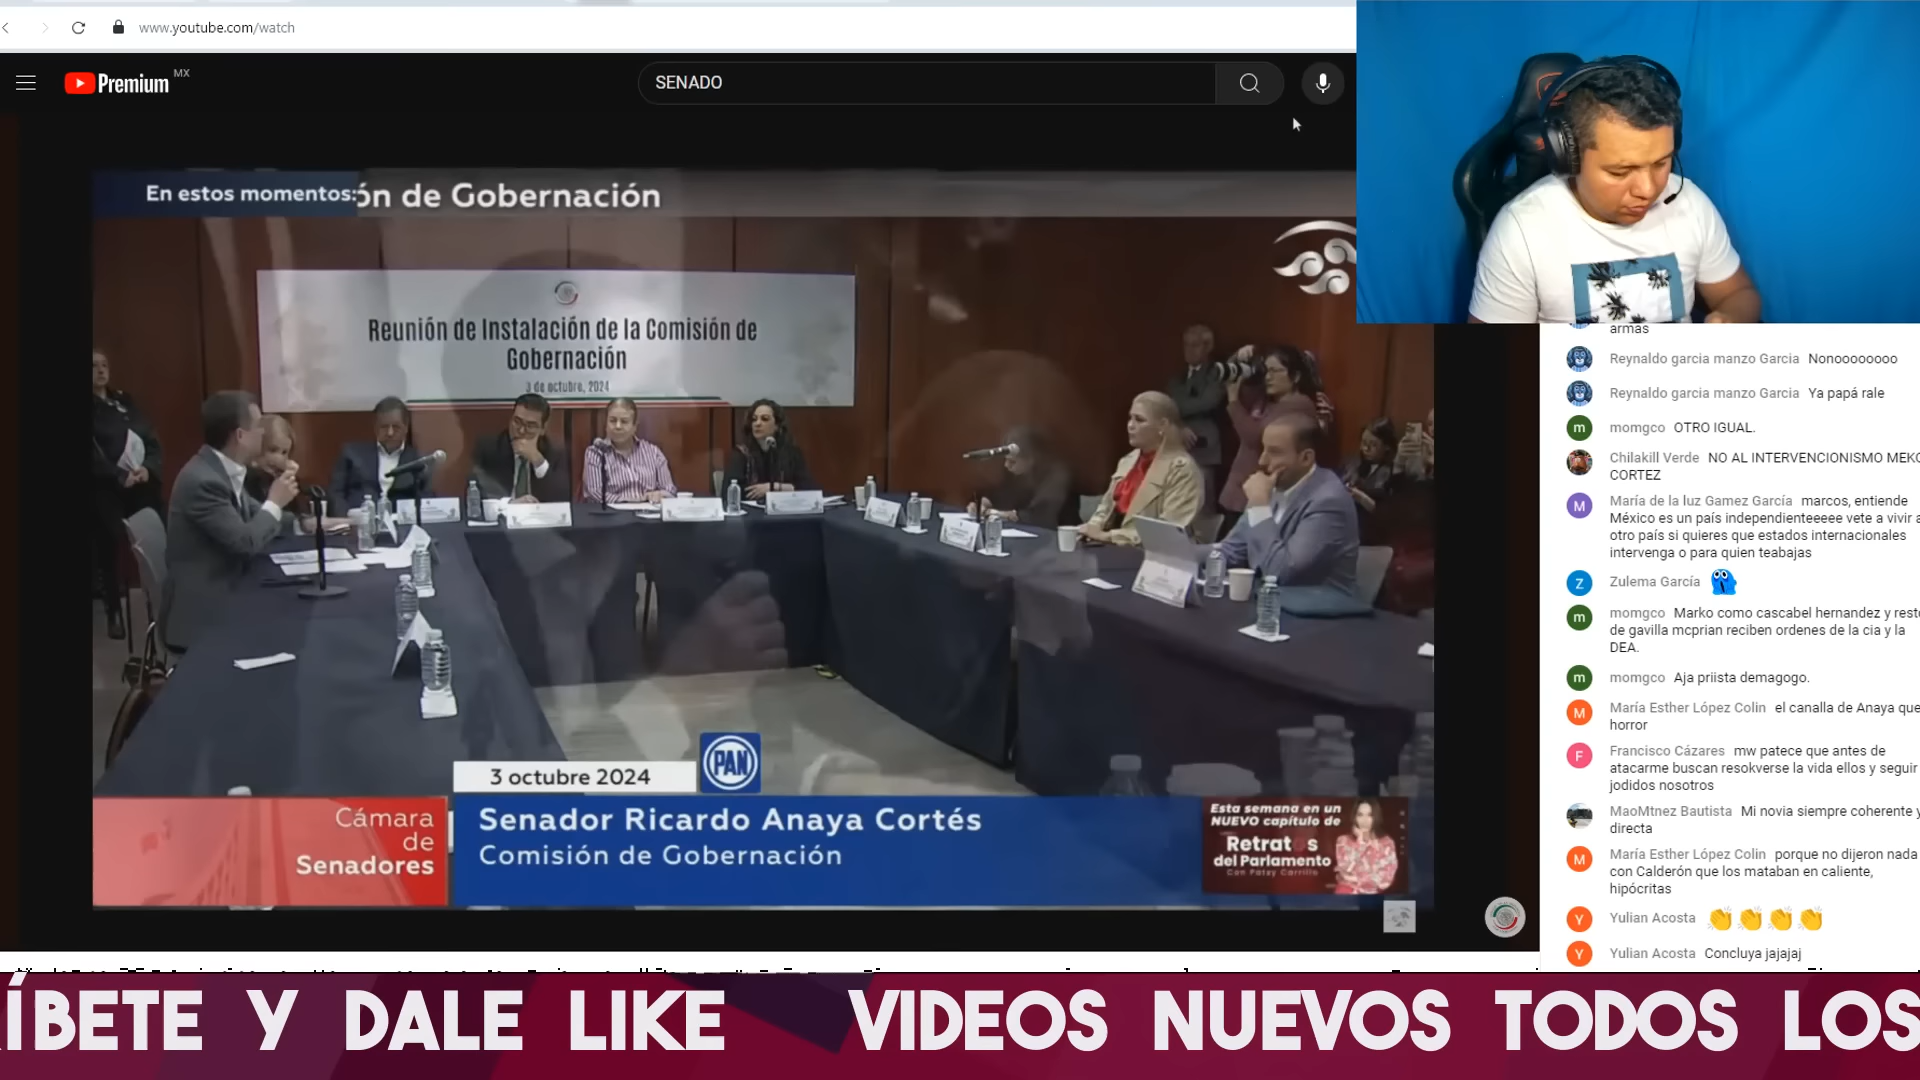 www.youtube.com/watch
Premium MX
SENADO
En estos momentos:
ón de Gobernación
Reunión de Instalación de la Comisión de
Gobernación
3 de octubre, 2024
3 octubre 2024
PAN
Cámara
de
Senadores
Senador Ricardo Anaya Cortés
Comisión de Gobernación
Esta semana en un
NUEVO capítulo de
Retratos
del Parlamento
Con Patsy Carrillo
armas
Reynaldo garcia manzo Garcia Nonoooooooo
Reynaldo garcia manzo Garcia Ya papá rale
m momgco OTRO IGUAL.
Chilakill Verde NO AL INTERVENCIONISMO MEKO
CORTEZ
M María de la luz Gamez García marcos, entiende
México es un país independienteeeee vete a vivir a
otro país si quieres que estados internacionales
intervenga o para quien teabajas
Z Zulema García
m momgco Marko como cascabel hernandez y resto
de gavilla mcprian reciben ordenes de la cia y la
DEA.
m momgco Aja priista demagogo.
M María Esther López Colin el canalla de Anaya que
horror
F Francisco Cázares mw patece que antes de
atacarme buscan resokverse la vida ellos y seguir
jodidos nosotros
MaoMtnez Bautista Mi novia siempre coherente y
directa
M María Esther López Colin porque no dijeron nada
con Calderón que los mataban en caliente,
hipócritas
Y Yulian Acosta 👏👏👏👏
Y Yulian Acosta Concluya jajajaj
ÍBETE Y DALE LIKE VIDEOS NUEVOS TODOS LOS